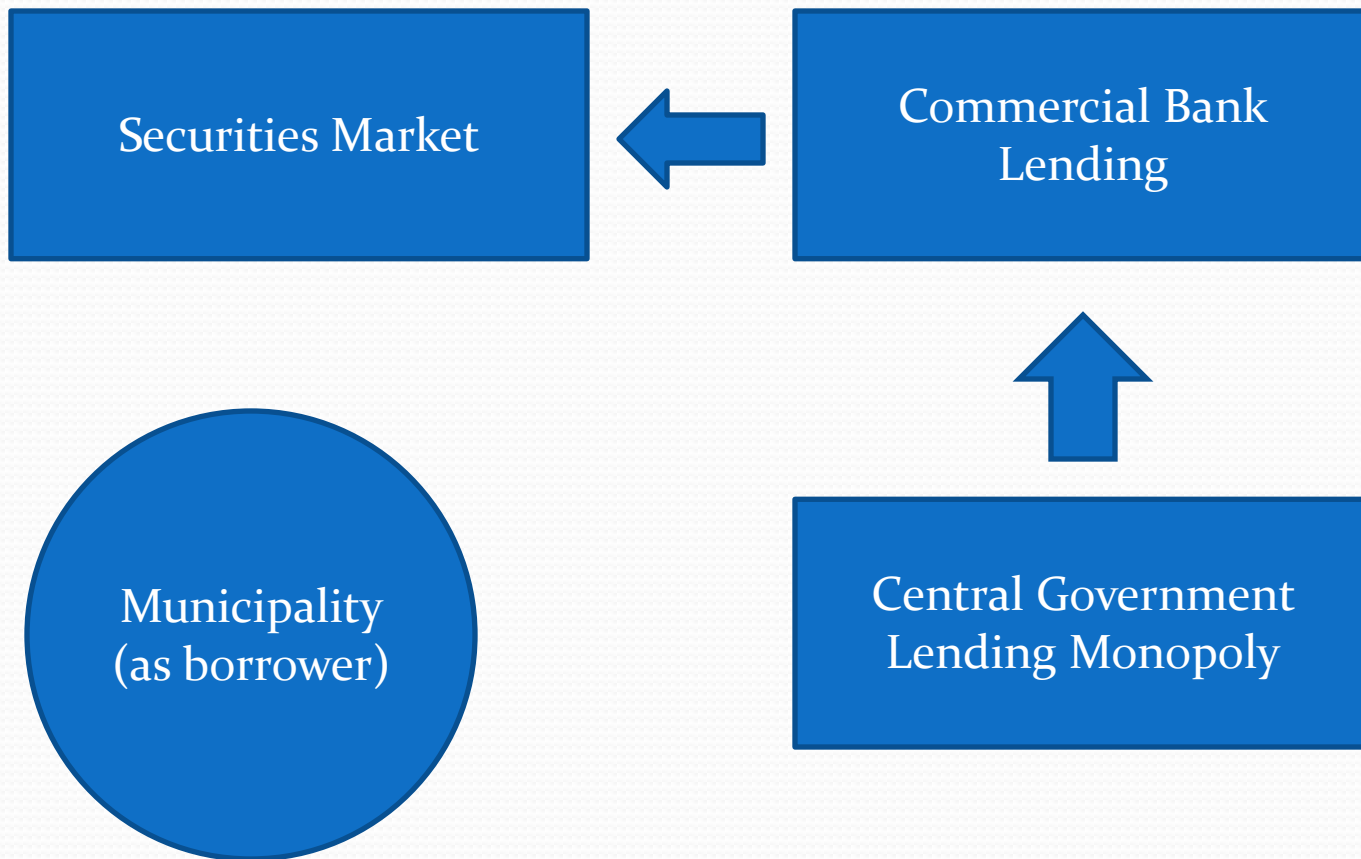 Securities Market
Commercial Bank
Lending
Municipality
(as borrower)
Central Government
Lending Monopoly